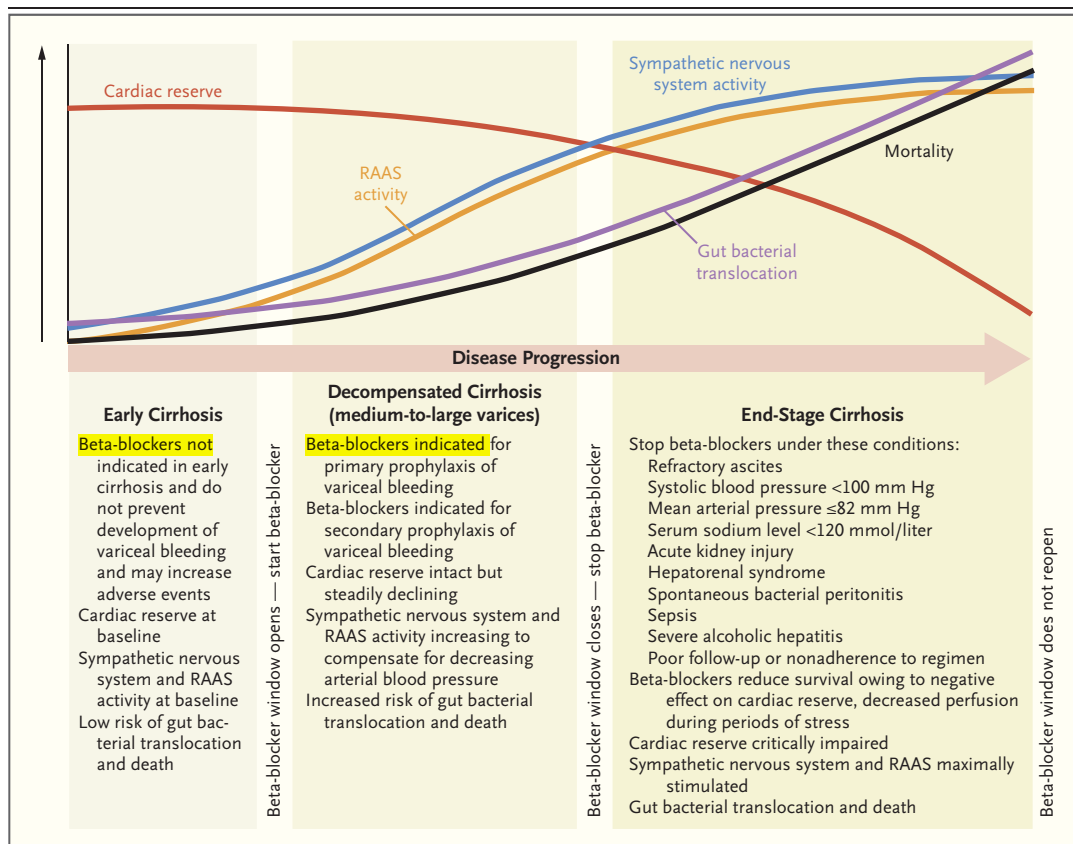 Cardiac reserve
RAAS
activity
Sympathetic nervous
system activity
Mortality
Gut bacterial
translocation
Disease Progression
Early Cirrhosis
Beta-blockers not
indicated in early
cirrhosis and do
not prevent
development of
variceal bleeding
and may increase
adverse events
Cardiac reserve at
baseline
Sympathetic nervous
system and RAAS
activity at baseline
Low risk of gut bac-
terial translocation
and death
Beta-blocker window opens — start beta-blocker
Decompensated Cirrhosis
(medium-to-large varices)
Beta-blockers indicated for
primary prophylaxis of
variceal bleeding
Beta-blockers indicated for
secondary prophylaxis of
variceal bleeding
Cardiac reserve intact but
steadily declining
Sympathetic nervous system and
RAAS activity increasing to
compensate for decreasing
arterial blood pressure
Increased risk of gut bacterial
translocation and death
Beta-blocker window closes — stop beta-blocker
End-Stage Cirrhosis
Stop beta-blockers under these conditions:
Refractory ascites
Systolic blood pressure <100 mm Hg
Mean arterial pressure ≤82 mm Hg
Serum sodium level <120 mmol/liter
Acute kidney injury
Hepatorenal syndrome
Spontaneous bacterial peritonitis
Sepsis
Severe alcoholic hepatitis
Poor follow-up or nonadherence to regimen
Beta-blockers reduce survival owing to negative
effect on cardiac reserve, decreased perfusion
during periods of stress
Cardiac reserve critically impaired
Sympathetic nervous system and RAAS maximally
stimulated
Gut bacterial translocation and death
Beta-blocker window does not reopen